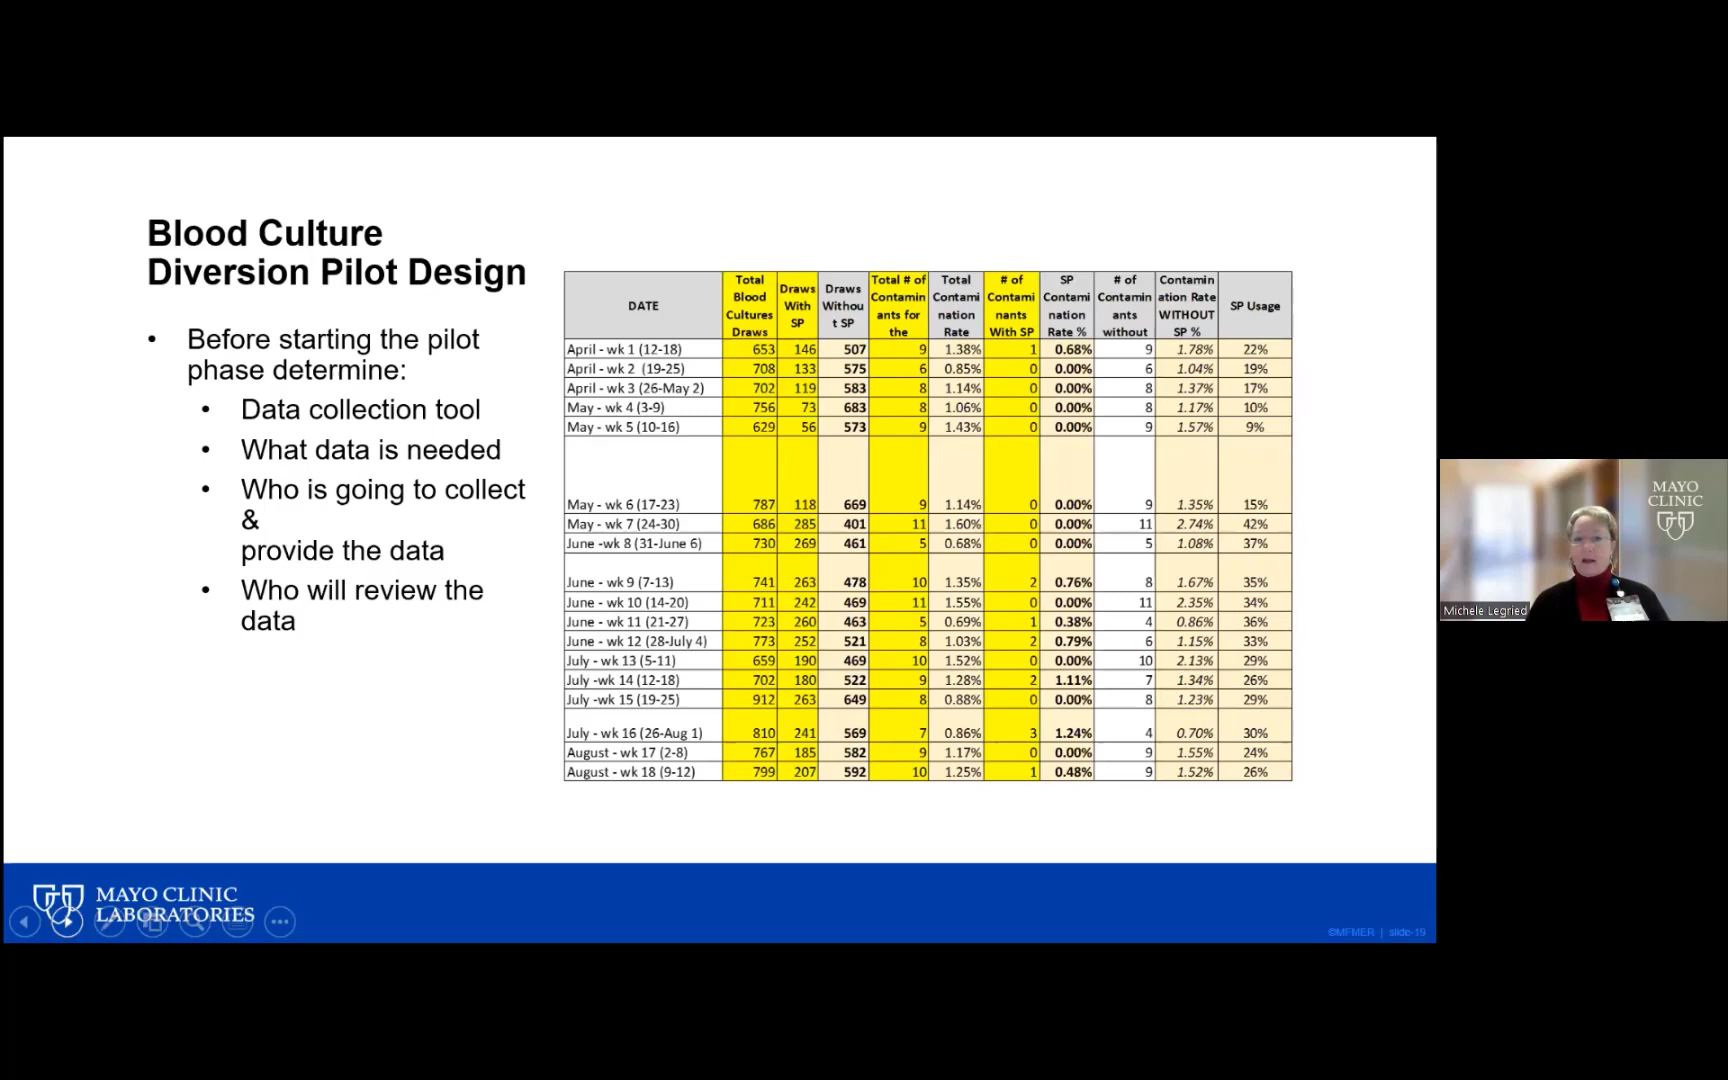 Blood Culture
Diversion Pilot Design
• Before starting the pilot
phase determine:
• Data collection tool
• What data is needed
• Who is going to collect
&
provide the data
• Who will review the
data
DATE Total Blood Cultures Draws Draws With SP Draws Withou t SP Total # of Contamin ants for the Total Contami nation Rate # of Contami nants With SP SP Contami nation Rate % # of Contamin ants without Contamin ation Rate WITHOUT SP % SP Usage
April - wk 1 (12-18) 653 146 507 9 1.38% 1 0.68% 9 1.78% 22%
April - wk 2 (19-25) 708 133 575 6 0.85% 0 0.00% 6 1.04% 19%
April - wk 3 (26-May 2) 702 119 583 8 1.14% 0 0.00% 8 1.37% 17%
May - wk 4 (3-9) 756 73 683 8 1.06% 0 0.00% 8 1.17% 10%
May - wk 5 (10-16) 629 56 573 9 1.43% 0 0.00% 9 1.57% 9%
May - wk 6 (17-23) 787 118 669 9 1.14% 0 0.00% 9 1.35% 15%
May - wk 7 (24-30) 686 285 401 11 1.60% 0 0.00% 11 2.74% 42%
June -wk 8 (31-June 6) 730 269 461 5 0.68% 0 0.00% 5 1.08% 37%
June - wk 9 (7-13) 741 263 478 10 1.35% 2 0.76% 8 1.67% 35%
June - wk 10 (14-20) 711 242 469 11 1.55% 0 0.00% 11 2.35% 34%
June - wk 11 (21-27) 723 260 463 5 0.69% 1 0.38% 4 0.86% 36%
June - wk 12 (28-July 4) 773 252 521 8 1.03% 2 0.79% 6 1.15% 33%
July - wk 13 (5-11) 659 190 469 10 1.52% 0 0.00% 10 2.13% 29%
July -wk 14 (12-18) 702 180 522 9 1.28% 2 1.11% 7 1.34% 26%
July -wk 15 (19-25) 912 263 649 8 0.88% 0 0.00% 8 1.23% 29%
July - wk 16 (26-Aug 1) 810 241 569 7 0.86% 3 1.24% 4 0.70% 30%
August - wk 17 (2-8) 767 185 582 9 1.17% 0 0.00% 9 1.55% 24%
August - wk 18 (9-12) 799 207 592 10 1.25% 1 0.48% 9 1.52% 26%
MAYO
CLINIC
Michele Legried
MAYO CLINIC
LABORATORIES
©MFMER | slide-19